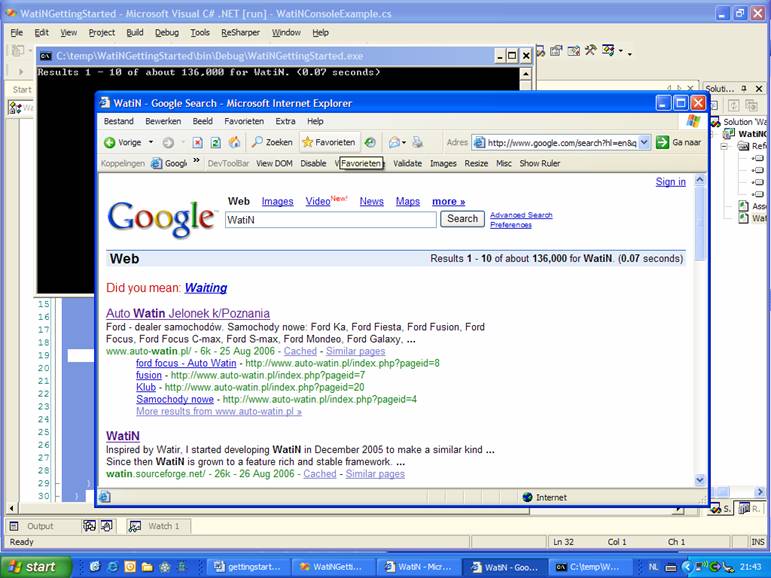 WatiNGettingStarted - Microsoft Visual C# .NET [run] - WatiNConsoleExample.cs
File Edit View Project Build Debug Tools ReSharper Window Help
C:\temp\WatiNGettingStarted\bin\Debug\WatiNGettingStarted.exe
Results 1 - 10 of about 136,000 for WatiN. (0.07 seconds)
Start
Soluti...
Solution 'Wa
WatiNG
Refe
Asse
Wati
WatiN - Google Search - Microsoft Internet Explorer
Bestand Bewerken Beeld Favorieten Extra Help
Vorige Zoeken Favorieten Adres http://www.google.com/search?hl=en&q Ga naar
Koppelingen Googl » DevToolBar View DOM Disable Favorieten Validate Images Resize Misc Show Ruler
Sign in
Google
Web Images Video New! News Maps more »
WatiN Search Advanced Search
Preferences
Web Results 1 - 10 of about 136,000 for WatiN. (0.07 seconds)
Did you mean: Waiting
Auto Watin Jelonek k/Poznania
Ford - dealer samochodów. Samochody nowe: Ford Ka, Ford Fiesta, Ford Fusion, Ford
Focus, Ford Focus C-max, Ford S-max, Ford Mondeo, Ford Galaxy, ...
www.auto-watin.pl/ - 6k - 25 Aug 2006 - Cached - Similar pages
ford focus - Auto Watin - http://www.auto-watin.pl/index.php?pageid=8
fusion - http://www.auto-watin.pl/index.php?pageid=7
Klub - http://www.auto-watin.pl/index.php?pageid=20
Samochody nowe - http://www.auto-watin.pl/index.php?pageid=4
More results from www.auto-watin.pl »
WatiN
Inspired by Watir, I started developing WatiN in December 2005 to make a similar kind ...
Since then WatiN is grown to a feature rich and stable framework. ...
watin.sourceforge.net/ - 26k - 26 Aug 2006 - Cached - Similar pages
15
16
17
18
19
20
21
22
23
24
25
26
27
28
29 }
30 }
Internet
S. R.
Output Watch 1
Ready Ln 32 Col 1 Ch 1 INS
start gettingstart... WatiNGetti... WatiN - Micr... WatiN - Goo... C:\temp\W... NL 21:43